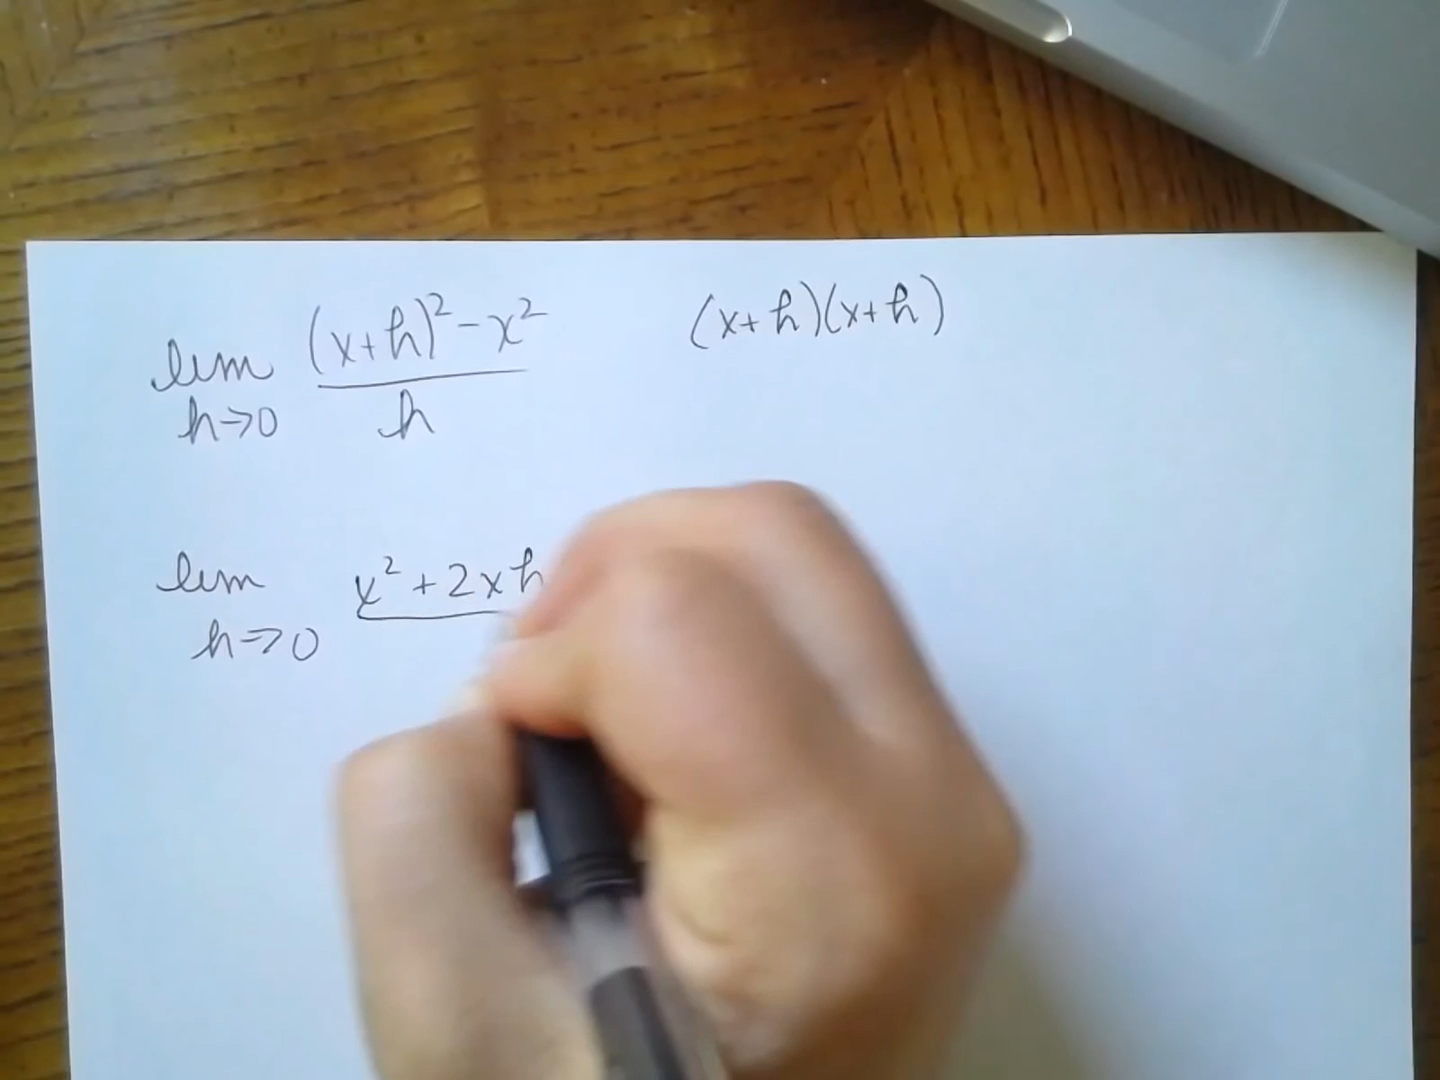 lim (x+h)² - x² / h (x+h)(x+h)
h→0
lim x² + 2xh
h→0